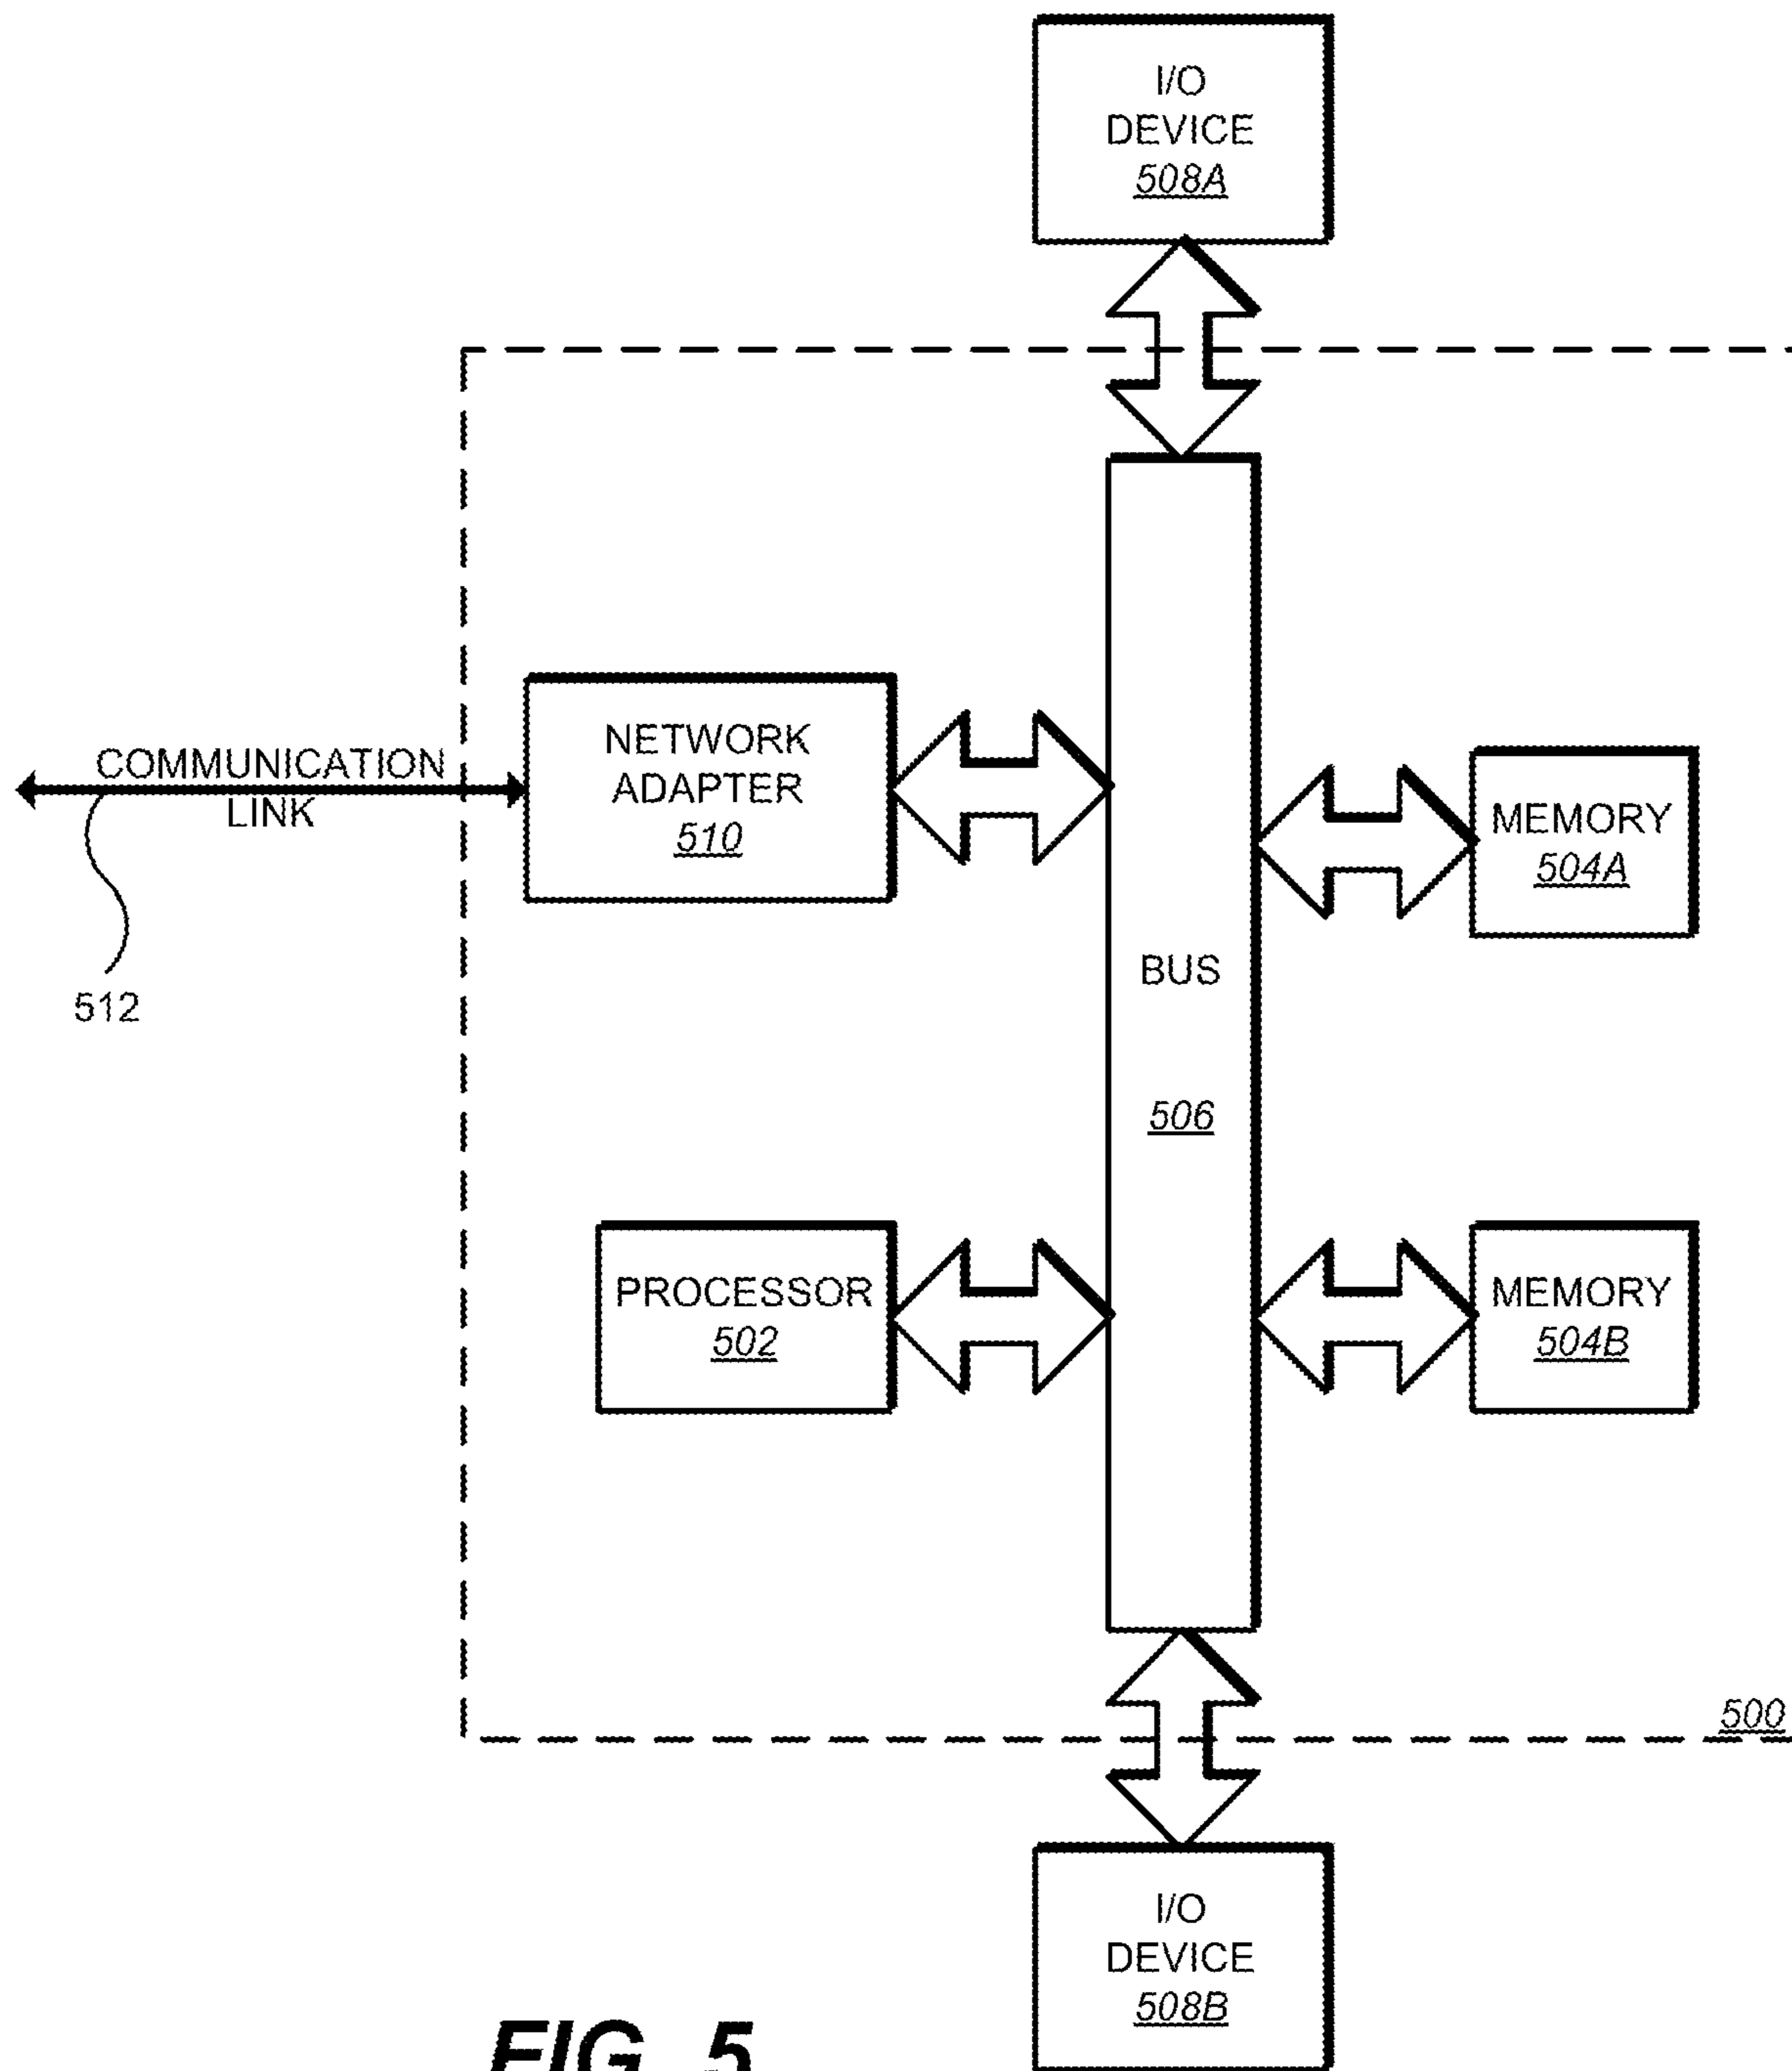 I/O
DEVICE
508A
NETWORK
ADAPTER
510
COMMUNICATION
LINK
512
MEMORY
504A
BUS
506
PROCESSOR
502
MEMORY
504B
500
I/O
DEVICE
508B
FIG. 5